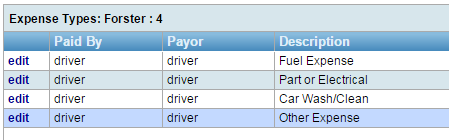 Expense Types: Forster : 4
Paid By Payor Description
edit driver driver Fuel Expense
edit driver driver Part or Electrical
edit driver driver Car Wash/Clean
edit driver driver Other Expense